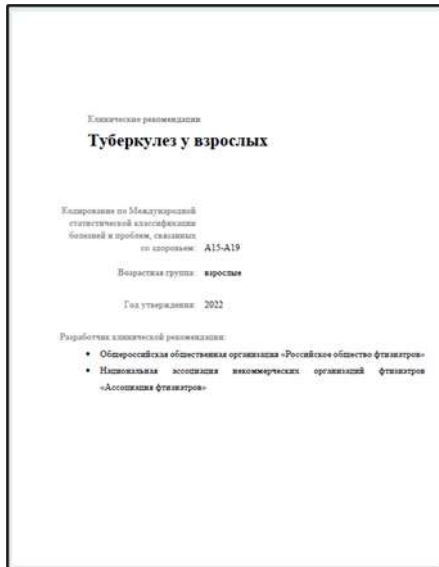 Клинические рекомендации
Туберкулез у взрослых
Кодирование по Международной
статистической классификации
болезней и проблем, связанных
со здоровьем: A15-A19
Возрастная группа: взрослые
Год утверждения: 2022
Разработчик клинической рекомендации:
• Общероссийская общественная организация «Российское общество фтизиатров»
• Национальная ассоциация некоммерческих организаций фтизиатров
«Ассоциация фтизиатров»